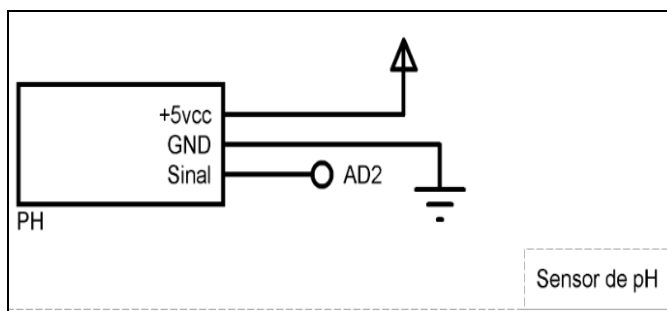 +5vcc
GND
Sinal AD2
PH
Sensor de pH